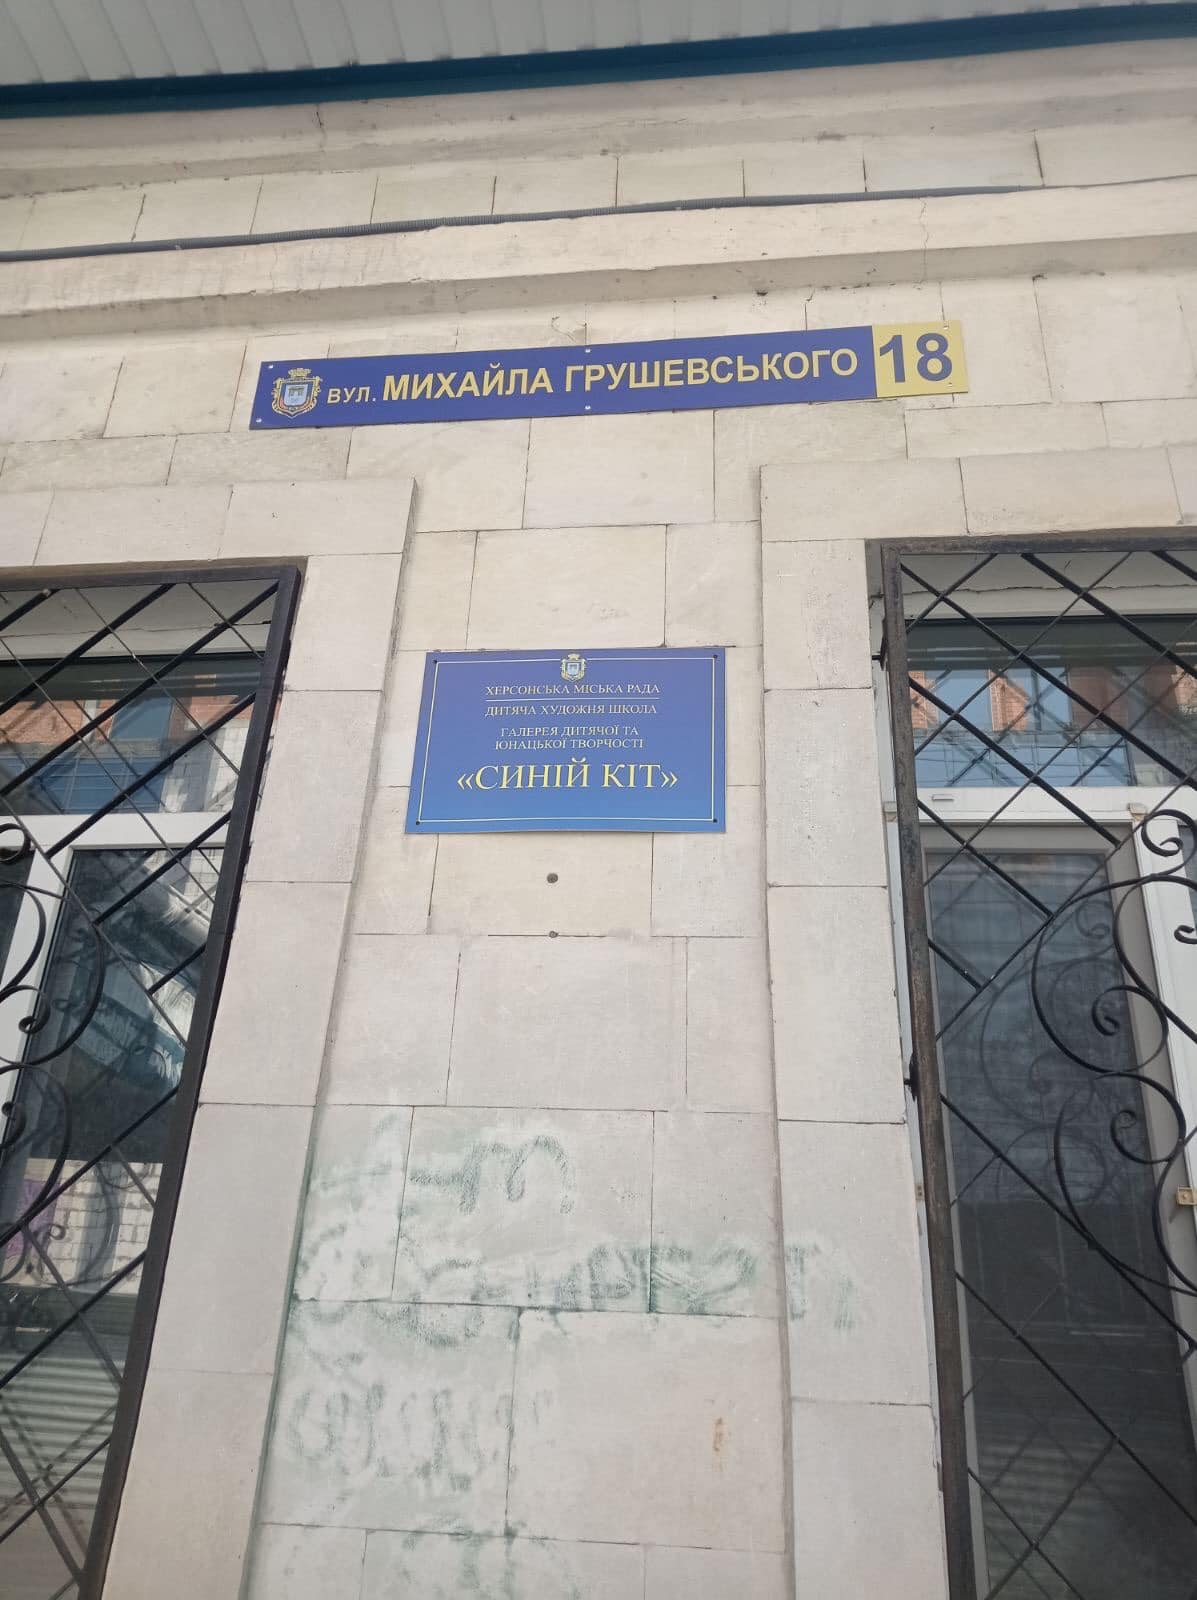 ВУЛ. МИХАЙЛА ГРУШЕВСЬКОГО 18
ХЕРСОНСЬКА МІСЬКА РАДА
ДИТЯЧА ХУДОЖНЯ ШКОЛА
ГАЛЕРЕЯ ДИТЯЧОЇ ТА
ЮНАЦЬКОЇ ТВОРЧОСТІ
«СИНІЙ КІТ»